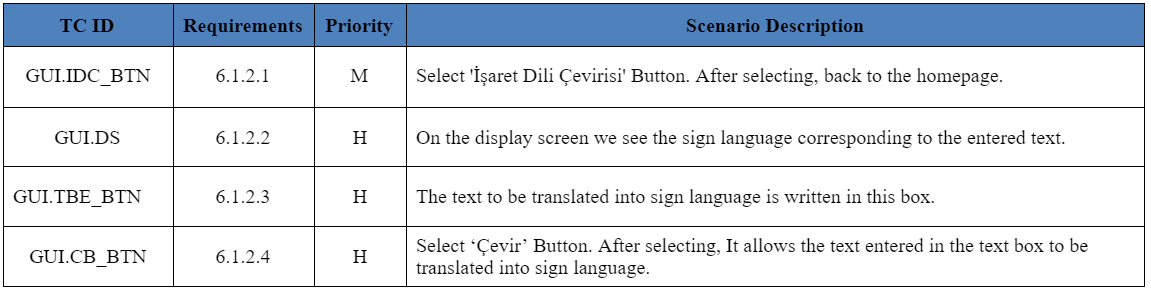 TC ID Requirements Priority Scenario Description
GUI.IDC_BTN 6.1.2.1 M Select 'İşaret Dili Çevirisi' Button. After selecting, back to the homepage.
GUI.DS 6.1.2.2 H On the display screen we see the sign language corresponding to the entered text.
GUI.TBE_BTN 6.1.2.3 H The text to be translated into sign language is written in this box.
GUI.CB_BTN 6.1.2.4 H Select ‘Çevir’ Button. After selecting, It allows the text entered in the text box to be
translated into sign language.